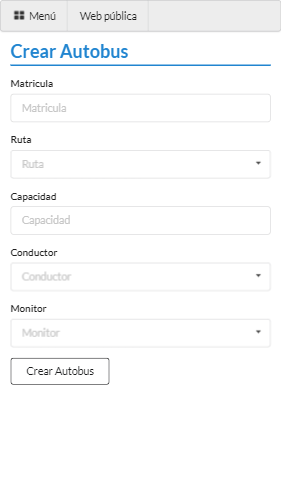 Menú Web pública
Crear Autobus
Matricula
Matricula
Ruta
Ruta
Capacidad
Capacidad
Conductor
Conductor
Monitor
Monitor
Crear Autobus